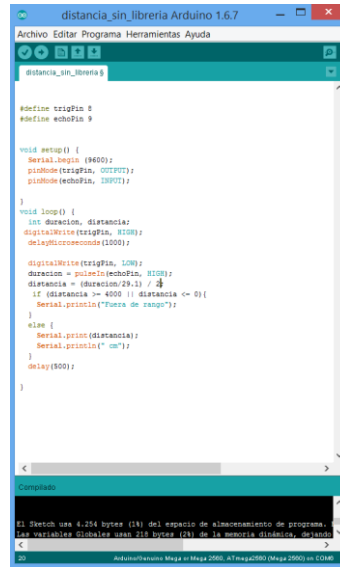 distancia_sin_libreria Arduino 1.6.7
Archivo Editar Programa Herramientas Ayuda
distancia_sin_libreria §
#define trigPin 8
#define echoPin 9
void setup() {
Serial.begin (9600);
pinMode(trigPin, OUTPUT);
pinMode(echoPin, INPUT);
}
void loop() {
int duracion, distancia;
digitalWrite(trigPin, HIGH);
delayMicroseconds(1000);
digitalWrite(trigPin, LOW);
duracion = pulseIn(echoPin, HIGH);
distancia = (duracion/29.1) / 2;
if (distancia >= 4000 || distancia <= 0){
Serial.println("Fuera de rango");
}
else {
Serial.print(distancia);
Serial.println(" cm");
}
delay(500);
}
Compilado
El Sketch usa 4.254 bytes (1%) del espacio de almacenamiento de programa.
Las variables Globales usan 218 bytes (2%) de la memoria dinámica, dejando
20 Arduino/Genuino Mega or Mega 2560, ATmega2560 (Mega 2560) en COM6